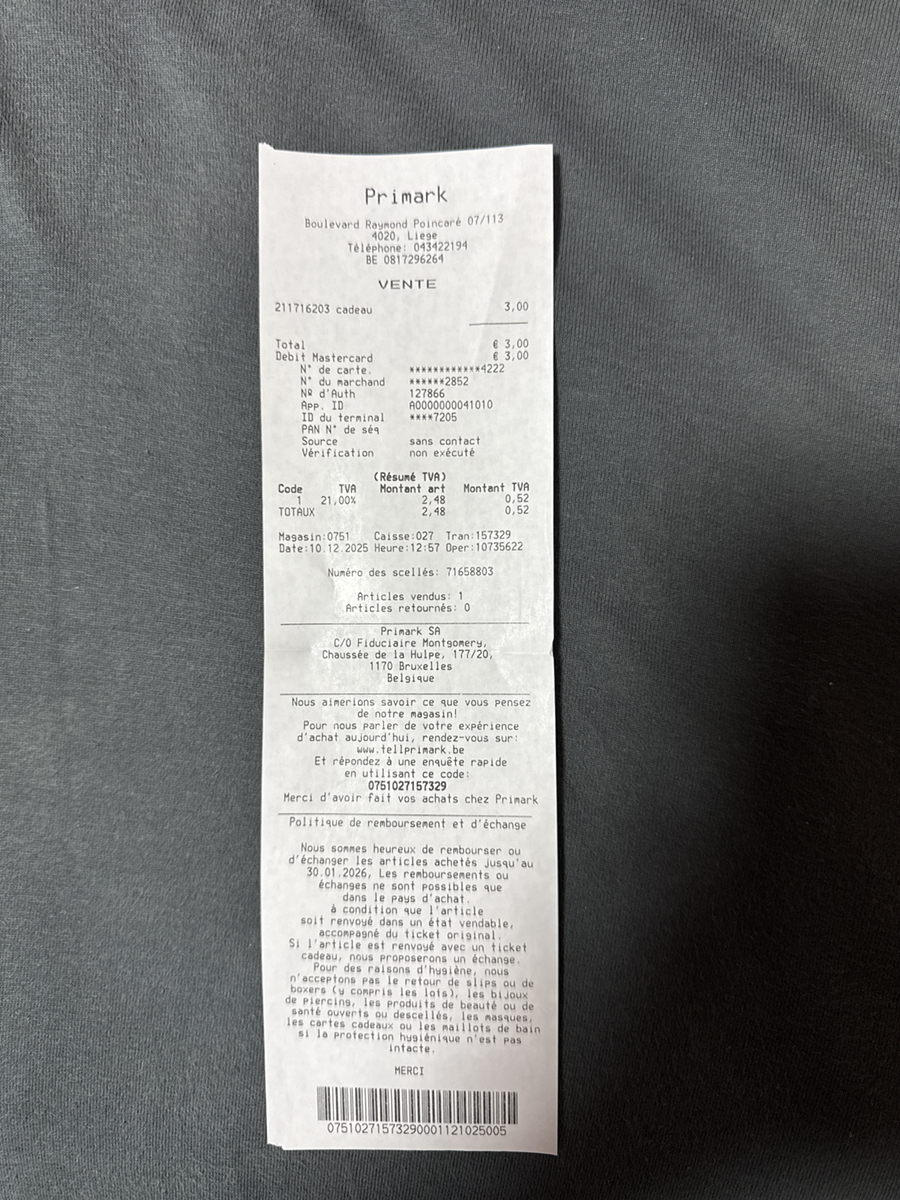 Primark
Boulevard Raymond Poincaré 07/113
4020, Liege
Téléphone: 043422194
BE 0817296264
VENTE
211716203 cadeau 3,00
Total € 3,00
Debit Mastercard € 3,00
N° de carte. ************4222
N° du marchand ******2852
Nº d'Auth 127866
App. ID A0000000041010
ID du terminal ****7205
PAN N° de séq
Source sans contact
Vérification non exécuté
(Résumé TVA)
Code TVA Montant art Montant TVA
1 21,00% 2,48 0,52
TOTAUX 2,48 0,52
Magasin:0751 Caisse:027 Tran:157329
Date:10.12.2025 Heure:12:57 Oper:10735622
Numéro des scellés: 71658803
Articles vendus: 1
Articles retournés: 0
Primark SA
C/O Fiduciaire Montgomery,
Chaussée de la Hulpe, 177/20,
1170 Bruxelles
Belgique
Nous aimerions savoir ce que vous pensez
de notre magasin!
Pour nous parler de votre expérience
d'achat aujourd'hui, rendez-vous sur:
www.tellprimark.be
Et répondez à une enquête rapide
en utilisant ce code:
0751027157329
Merci d'avoir fait vos achats chez Primark
Politique de remboursement et d'échange
Nous sommes heureux de rembourser ou
d'échanger les articles achetés jusqu'au
30.01.2026, Les remboursements ou
échanges ne sont possibles que
dans le pays d'achat.
à condition que l'article
soit renvoyé dans un état vendable,
accompagné du ticket original.
Si l'article est renvoyé avec un ticket
cadeau, nous proposerons un échange.
Pour des raisons d'hygiène, nous
n'acceptons pas le retour de slips ou de
boxers (y compris les lots), les bijoux
de piercing, les produits de beauté ou de
santé ouverts ou descellés, les masques,
les cartes cadeaux ou les maillots de bain
si la protection hygiénique n'est pas
intacte.
MERCI
07510271573290001121025005